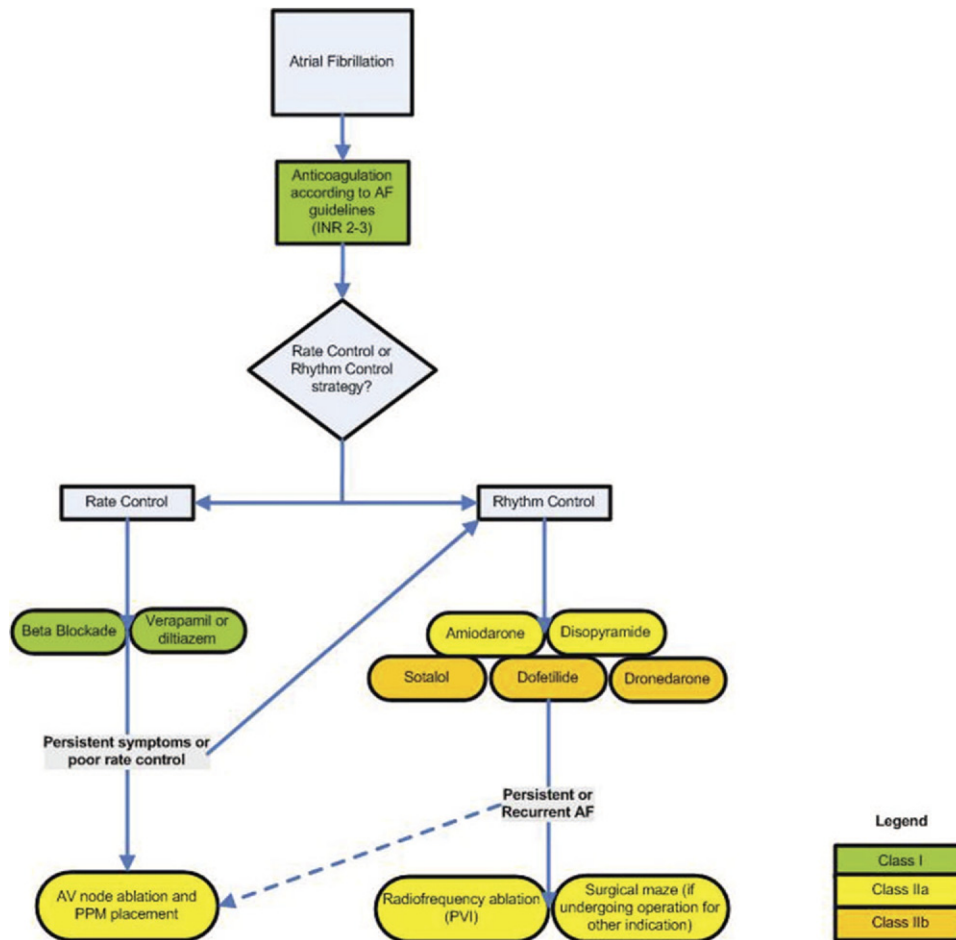 Atrial Fibrillation
Anticoagulation
according to AF
guidelines
(INR 2-3)
Rate Control or
Rhythm Control
strategy?
Rate Control
Rhythm Control
Beta Blockade
Verapamil or
diltiazem
Amiodarone
Disopyramide
Sotalol
Dofetilide
Dronedarone
Persistent symptoms or
poor rate control
Persistent or
Recurrent AF
AV node ablation and
PPM placement
Radiofrequency ablation
(PVI)
Surgical maze (if
undergoing operation for
other indication)
Legend
Class I
Class IIa
Class IIb